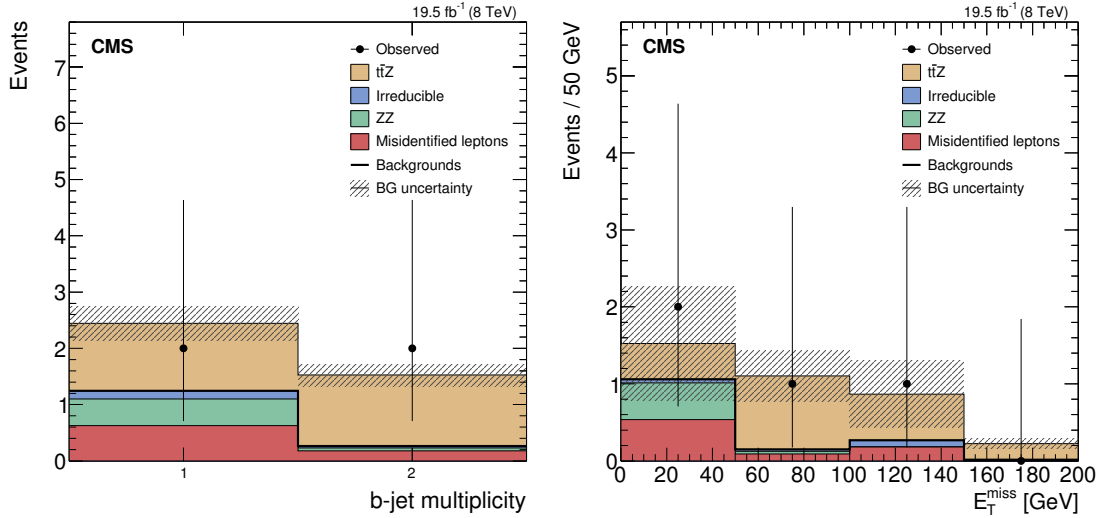 19.5 fb⁻¹ (8 TeV)
Events
CMS
Observed
tt̄Z
Irreducible
ZZ
Misidentified leptons
Backgrounds
BG uncertainty
7
6
5
4
3
2
1
0
1 2
b-jet multiplicity
19.5 fb⁻¹ (8 TeV)
Events / 50 GeV
CMS
Observed
tt̄Z
Irreducible
ZZ
Misidentified leptons
Backgrounds
BG uncertainty
5
4
3
2
1
0
0 20 40 60 80 100 120 140 160 180 200
E_T^miss [GeV]